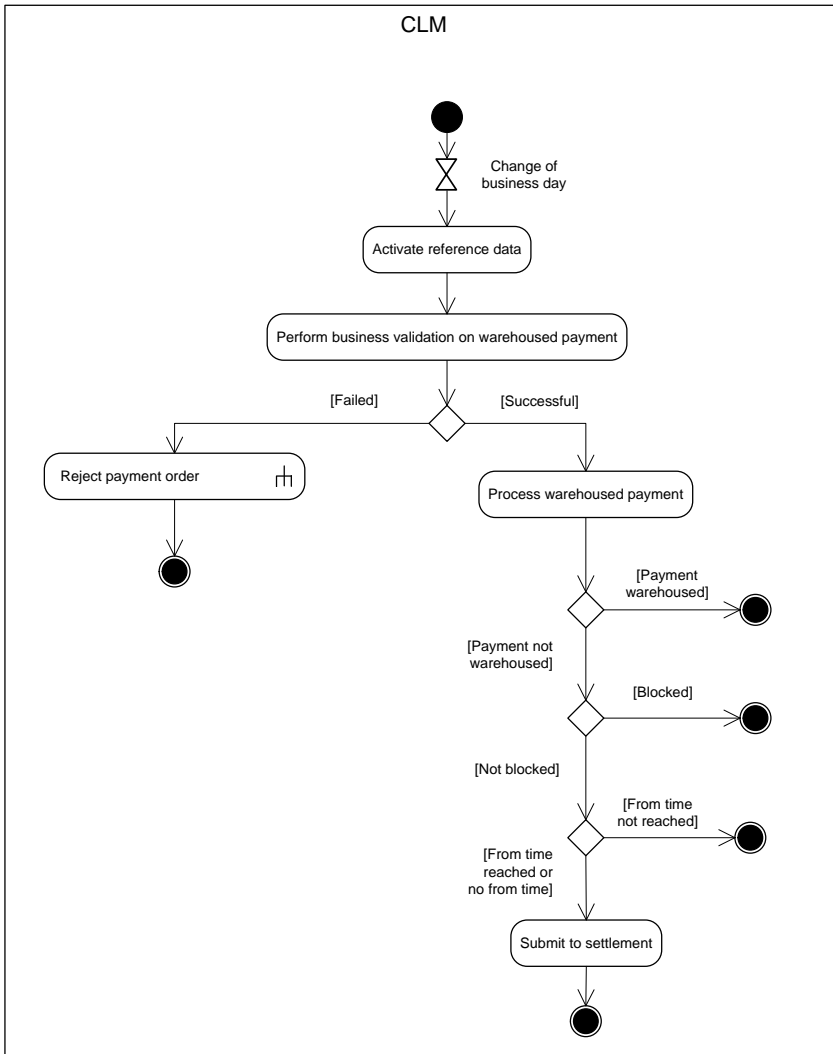 CLM
Change of
business day
Activate reference data
Perform business validation on warehoused payment
[Failed]
[Successful]
Reject payment order
Process warehoused payment
[Payment
warehoused]
[Payment not
warehoused]
[Blocked]
[Not blocked]
[From time
not reached]
[From time
reached or
no from time]
Submit to settlement